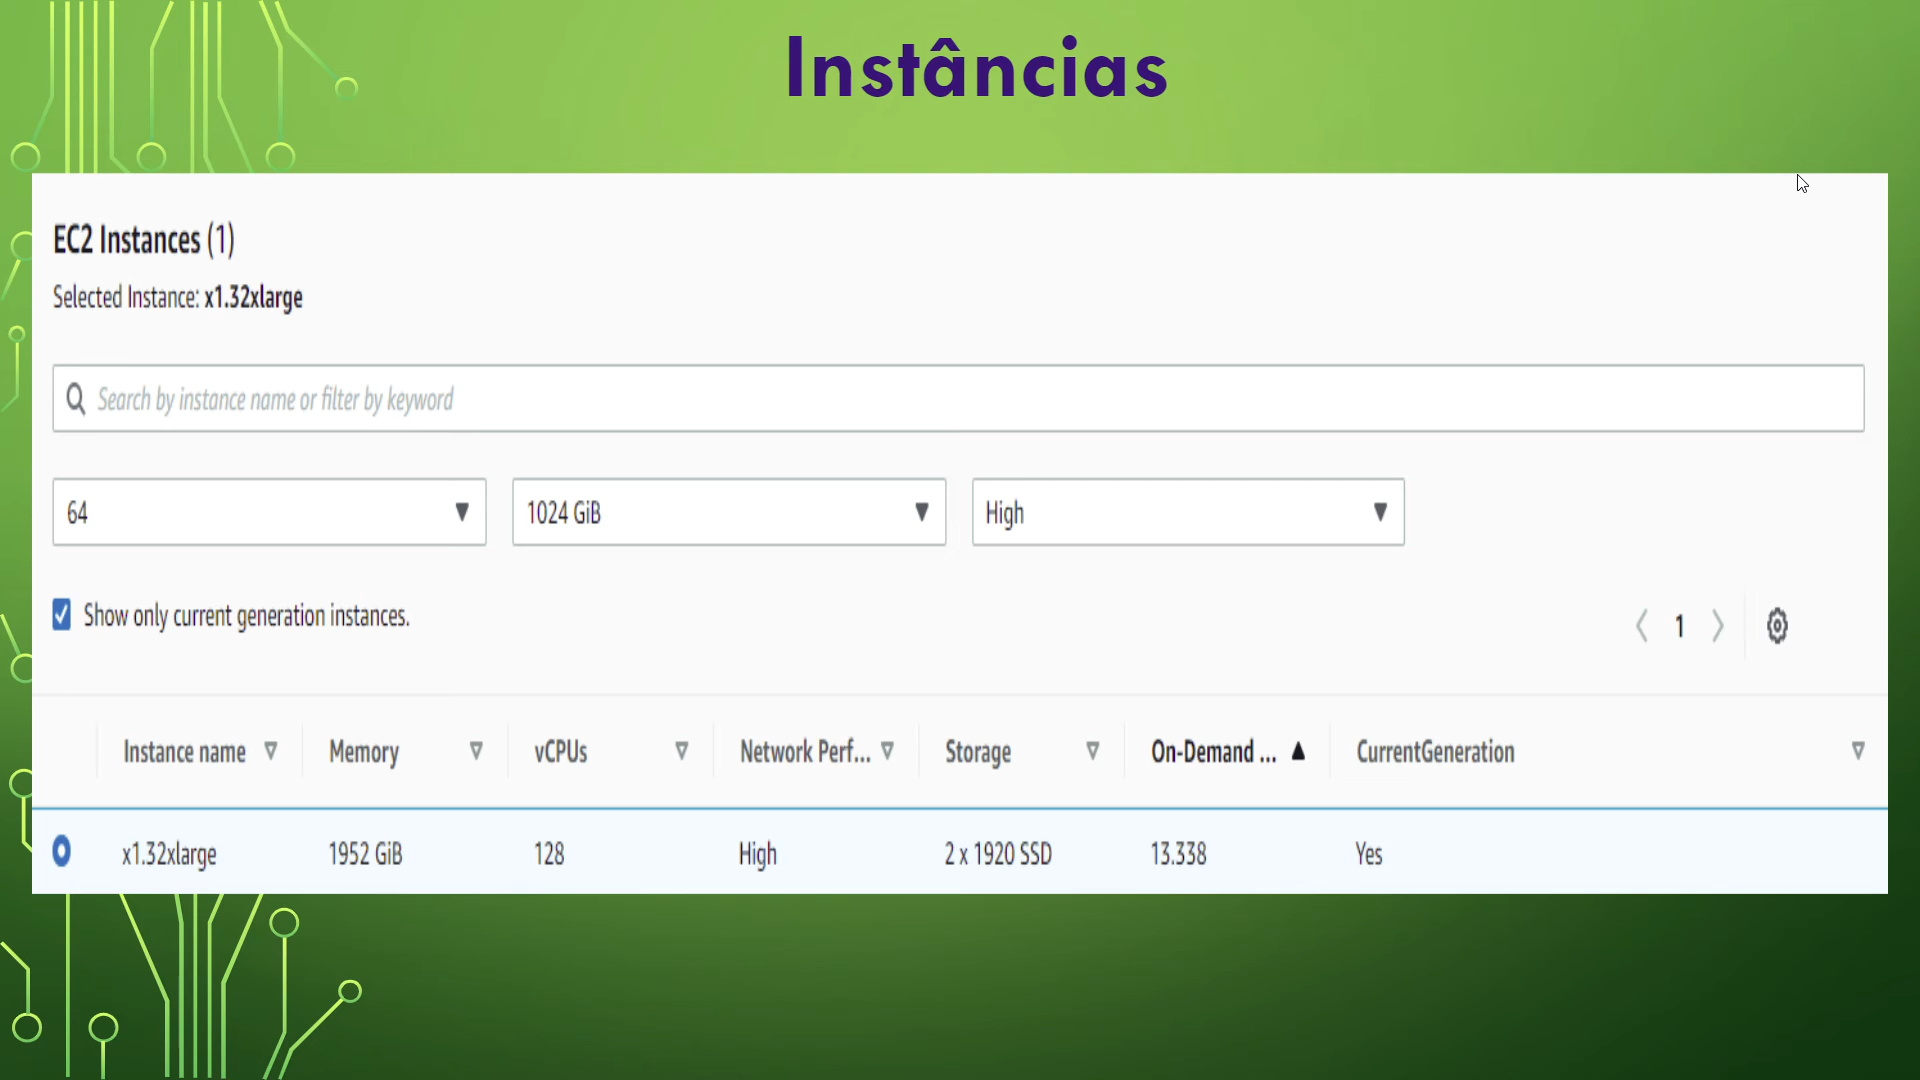 Instâncias
EC2 Instances (1)
Selected Instance: x1.32xlarge
Search by instance name or filter by keyword
64
1024 GiB
High
Show only current generation instances.
1
Instance name Memory vCPUs Network Perf... Storage On-Demand ... CurrentGeneration
x1.32xlarge 1952 GiB 128 High 2 x 1920 SSD 13.338 Yes